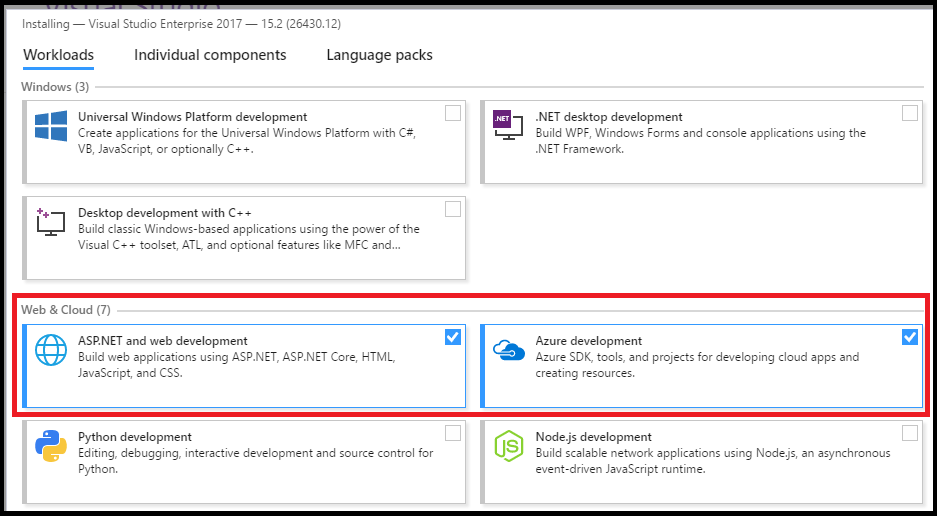 Installing — Visual Studio Enterprise 2017 — 15.2 (26430.12)
Workloads Individual components Language packs
Windows (3)
Universal Windows Platform development
Create applications for the Universal Windows Platform with C#,
VB, JavaScript, or optionally C++.
.NET
.NET desktop development
Build WPF, Windows Forms and console applications using the
.NET Framework.
Desktop development with C++
Build classic Windows-based applications using the power of the
Visual C++ toolset, ATL, and optional features like MFC and...
Web & Cloud (7)
ASP.NET and web development
Build web applications using ASP.NET, ASP.NET Core, HTML,
JavaScript, and CSS.
Azure development
Azure SDK, tools, and projects for developing cloud apps and
creating resources.
Python development
Editing, debugging, interactive development and source control for
Python.
JS
Node.js development
Build scalable network applications using Node.js, an asynchronous
event-driven JavaScript runtime.